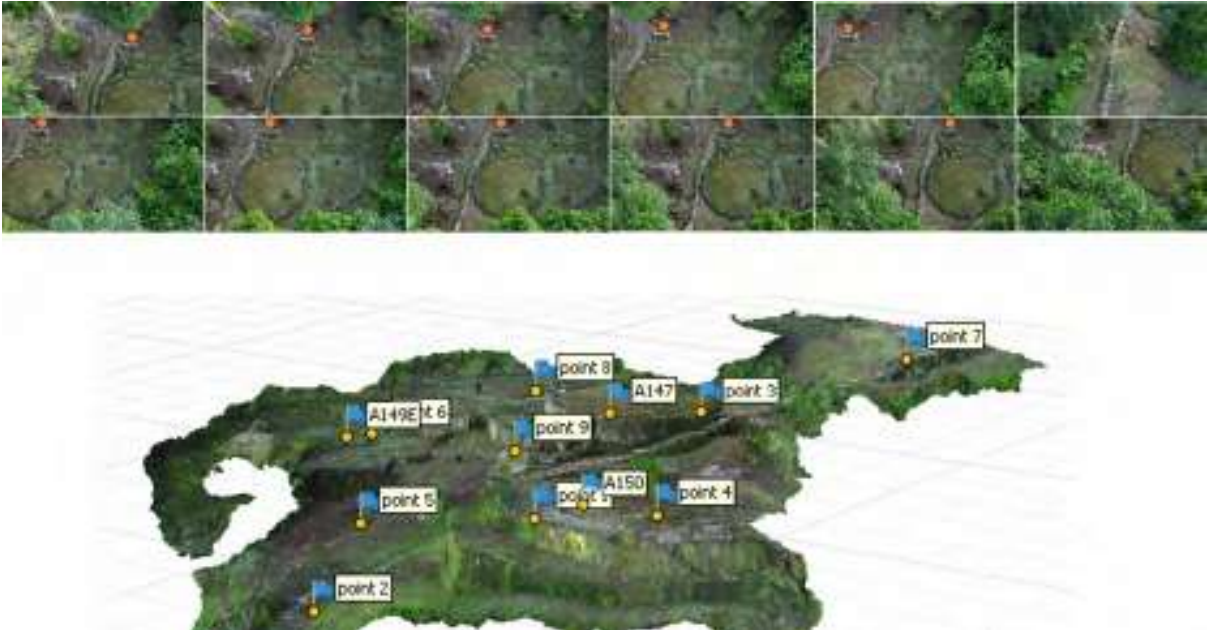 point 7
point 8
A147
point 3
A149E
t 6
point 9
A150
point 5
point 4
point 2